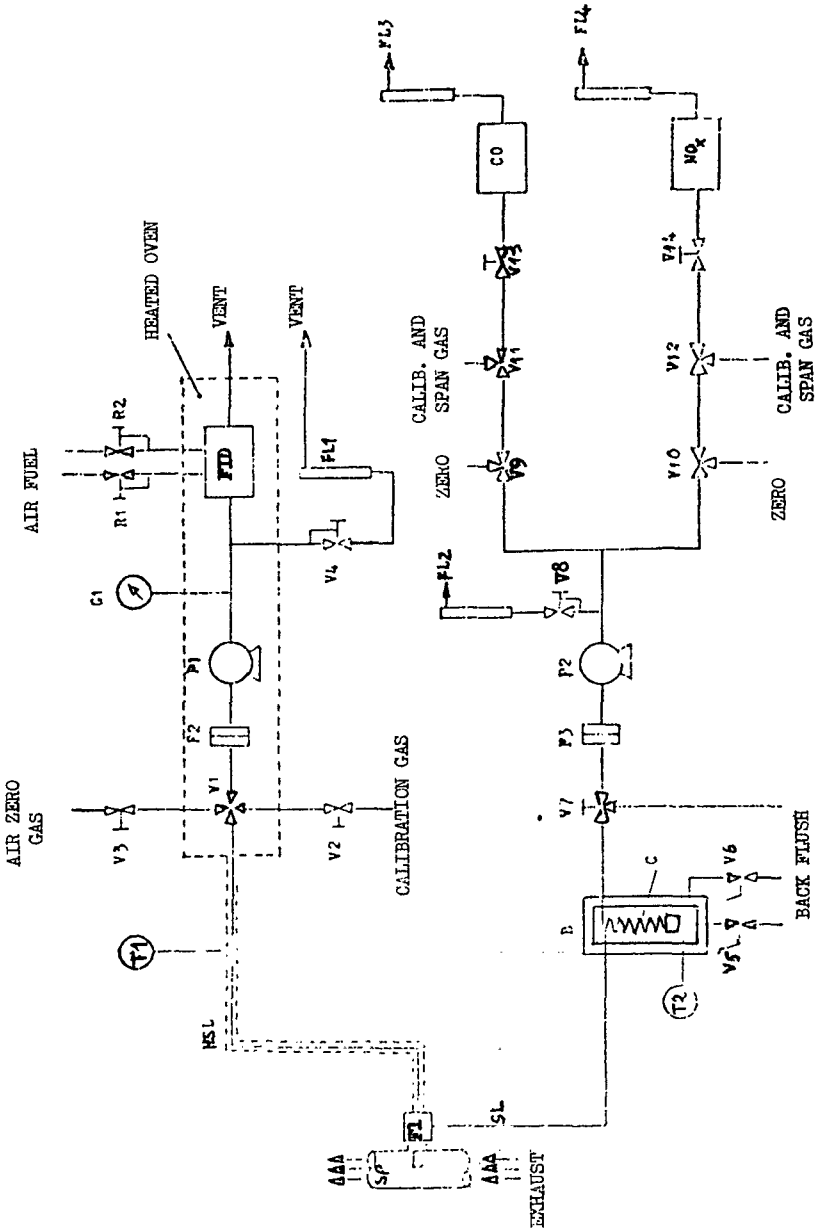 FL3
FL4
CO
NOx
V13
V14
HEATED OVEN
VENT
VENT
CALIB. AND
SPAN GAS
V11
V12
CALIB. AND
SPAN GAS
AIR FUEL
R1
R2
FID
FL1
ZERO
V9
V10
ZERO
V4
G1
FL2
V8
P1
P2
F2
F3
AIR ZERO
GAS
V3
V1
V2
CALIBRATION GAS
V7
BACK FLUSH
T1
HSL
B
C
V6
V5
T2
SL
F1
SP
EXHAUST